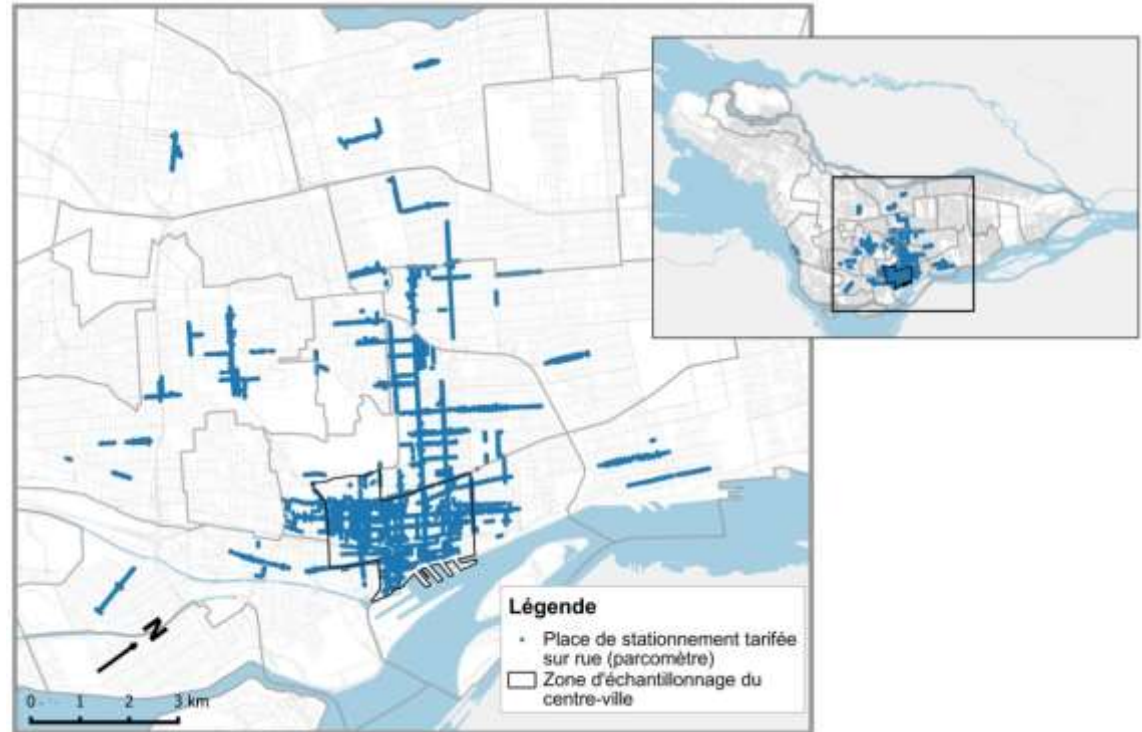 N
0 1 2 3 km
Légende
Place de stationnement tarifée
sur rue (parcomètre)
Zone d'échantillonnage du
centre-ville